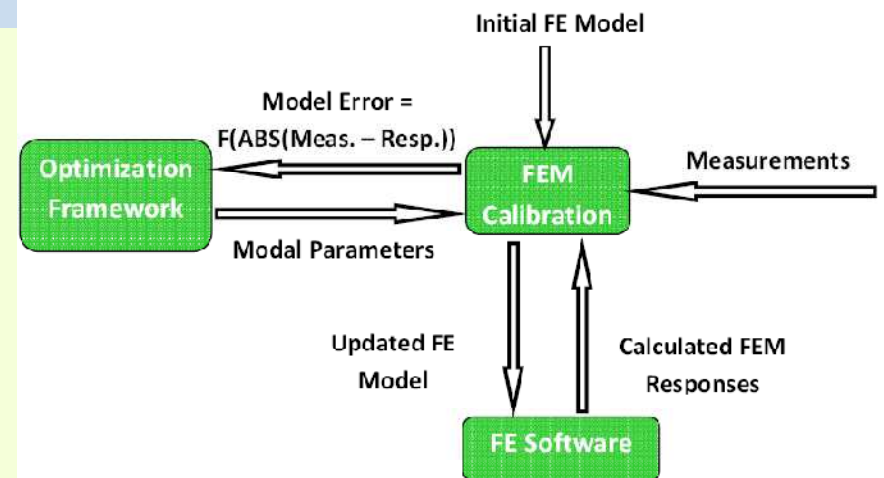 Initial FE Model
Model Error =
F(ABS(Meas. – Resp.))
Optimization
Framework
FEM
Calibration
Measurements
Modal Parameters
Updated FE
Model
Calculated FEM
Responses
FE Software